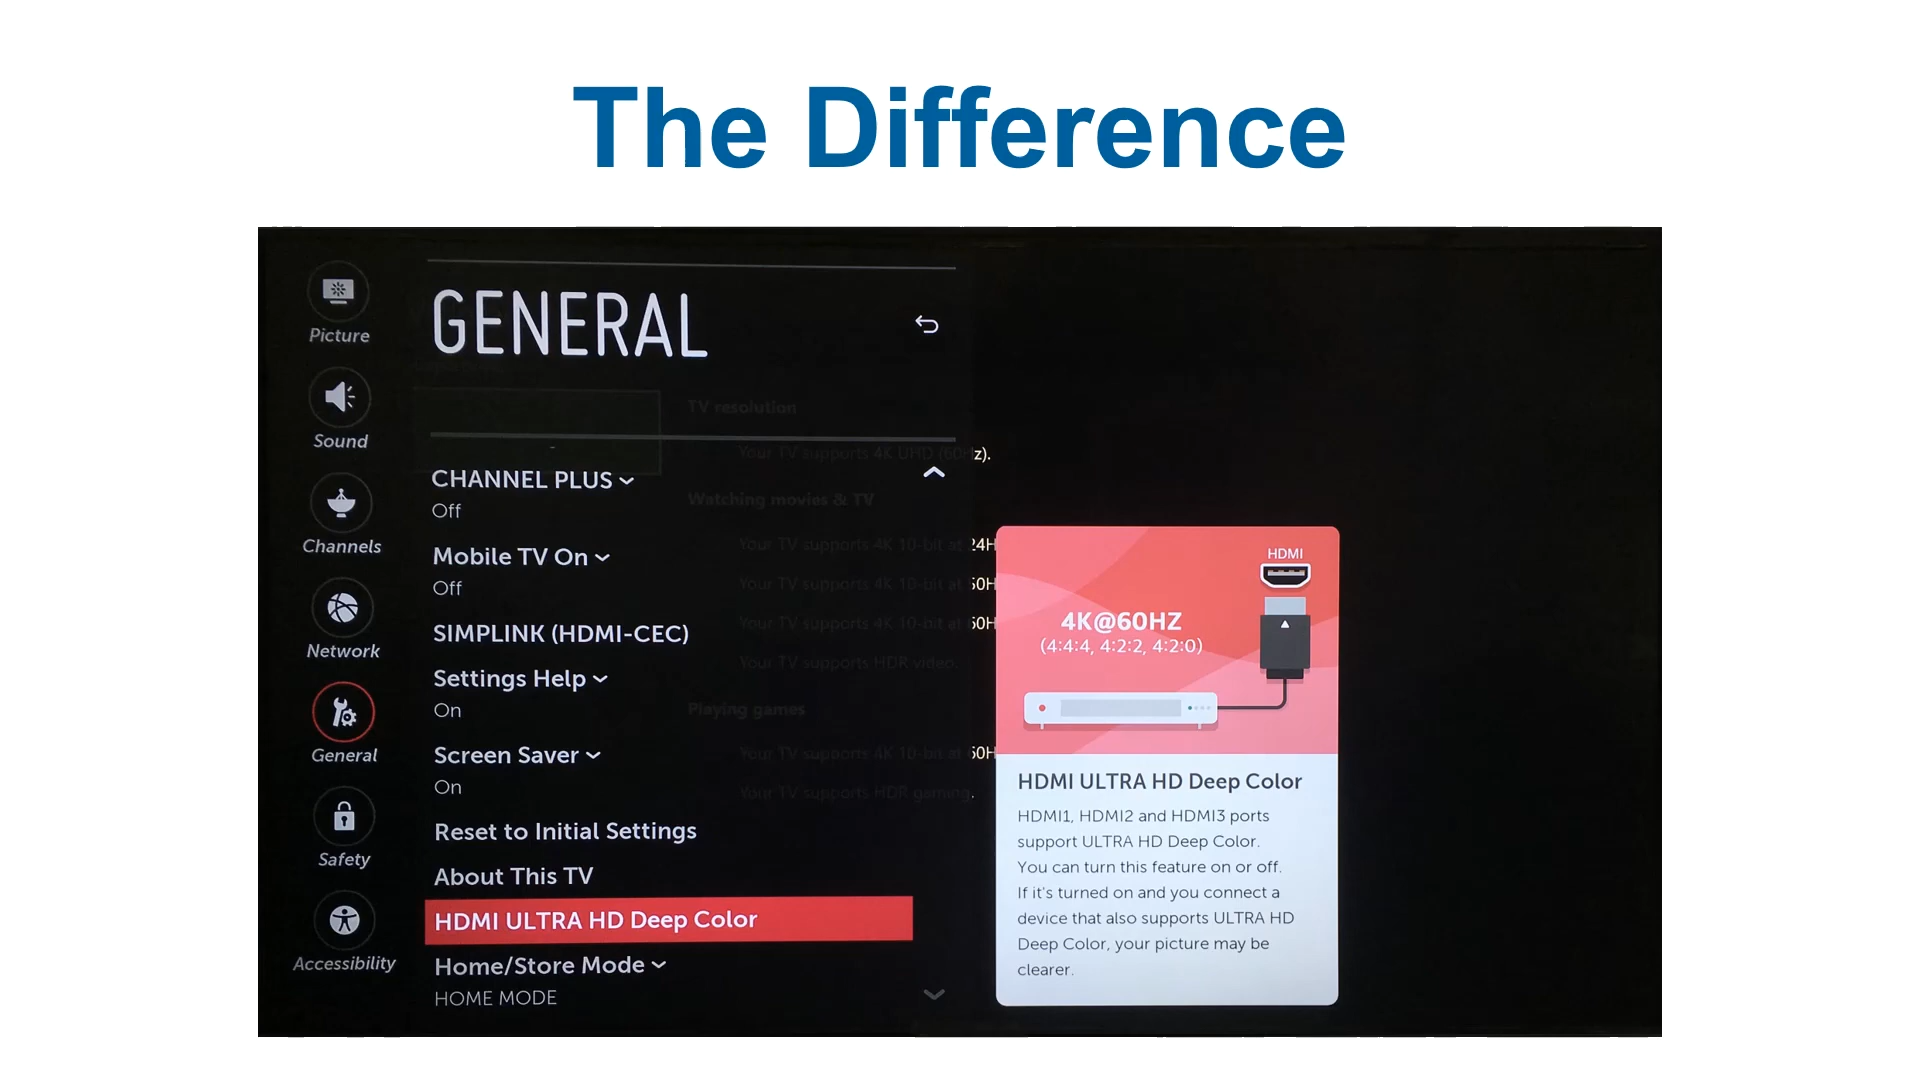 The Difference
GENERAL
Picture
Sound
Channels
Network
General
Safety
Accessibility
CHANNEL PLUS
Off
Mobile TV On
Off
SIMPLINK (HDMI-CEC)
Settings Help
On
Screen Saver
On
Reset to Initial Settings
About This TV
HDMI ULTRA HD Deep Color
Home/Store Mode
HOME MODE
TV resolution
Your TV supports 4K UHD (60Hz).
Watching movies & TV
Your TV supports 4K 10-bit at 24H
Your TV supports 4K 10-bit at 50H
Your TV supports 4K 10-bit at 60H
Your TV supports HDR video.
Playing games
Your TV supports 4K 10-bit at 60H
Your TV supports HDR gaming.
HDMI
4K@60HZ
(4:4:4, 4:2:2, 4:2:0)
HDMI ULTRA HD Deep Color
HDMI1, HDMI2 and HDMI3 ports
support ULTRA HD Deep Color.
You can turn this feature on or off.
If it's turned on and you connect a
device that also supports ULTRA HD
Deep Color, your picture may be
clearer.